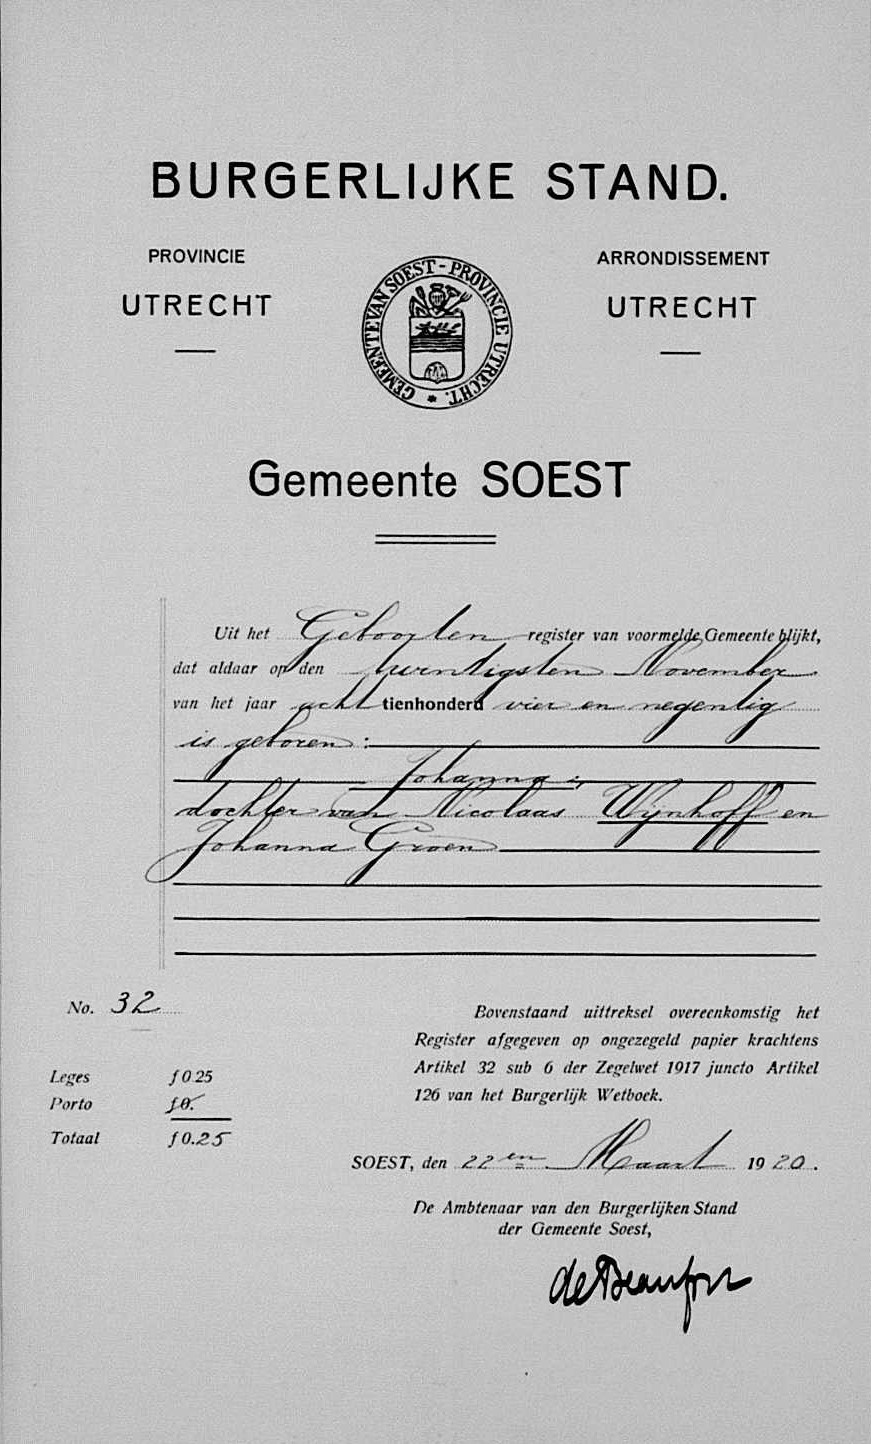 BURGERLIJKE STAND.
PROVINCIE
UTRECHT
GEMEENTE VAN SOEST - PROVINCIE UTRECHT.
ARRONDISSEMENT
UTRECHT
Gemeente SOEST
Uit het Geboorten register van voormelde Gemeente blijkt,
dat aldaar op den twintigsten November
van het jaar acht tienhonderd vier en negentig
is geboren:
Johanna,
dochter van Nicolaas Wijnhoff en
Johanna Groen
No. 32
Leges f 0.25
Porto f 0.
Totaal f 0.25
Bovenstaand uittreksel overeenkomstig het
Register afgegeven op ongezegeld papier krachtens
Artikel 32 sub 6 der Zegelwet 1917 juncto Artikel
126 van het Burgerlijk Wetboek.
SOEST, den 22en Maart 1920.
De Ambtenaar van den Burgerlijken Stand
der Gemeente Soest,
deBeaufort